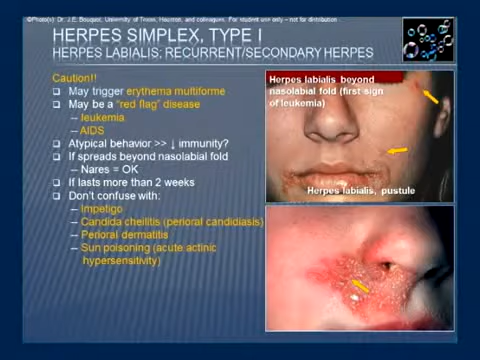 ©Photo(s): Dr. J.E. Bouquot, University of Texas, Houston, and colleagues. For student use only – not for distribution.
HERPES SIMPLEX, TYPE I
HERPES LABIALIS; RECURRENT/SECONDARY HERPES
Caution!!
❑ May trigger erythema multiforme
❑ May be a “red flag” disease
– leukemia
– AIDS
❑ Atypical behavior >> ↓ immunity?
❑ If spreads beyond nasolabial fold
– Nares = OK
❑ If lasts more than 2 weeks
❑ Don’t confuse with:
– Impetigo
– Candida cheilitis (perioral candidiasis)
– Perioral dermatitis
– Sun poisoning (acute actinic
hypersensitivity)
Herpes labialis beyond
nasolabial fold (first sign
of leukemia)
Herpes labialis, pustule